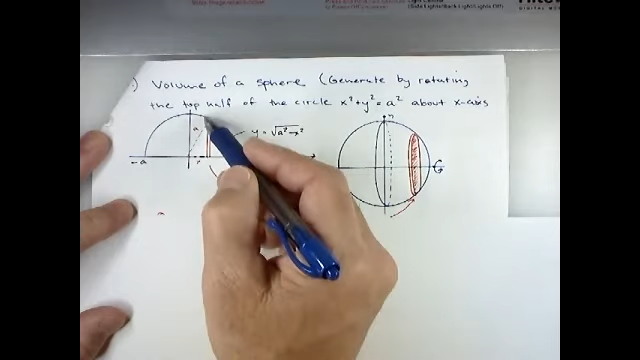 ) Volume of a sphere (Generate by rotating
the top half of the circle x² + y² = a² about x-axis
a
y = √a² - x²
-a